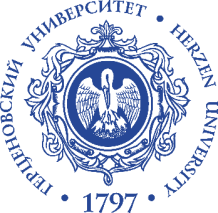 ГЕРЦЕНОВСКИЙ УНИВЕРСИТЕТ
HERZEN UNIVERSITY
1797